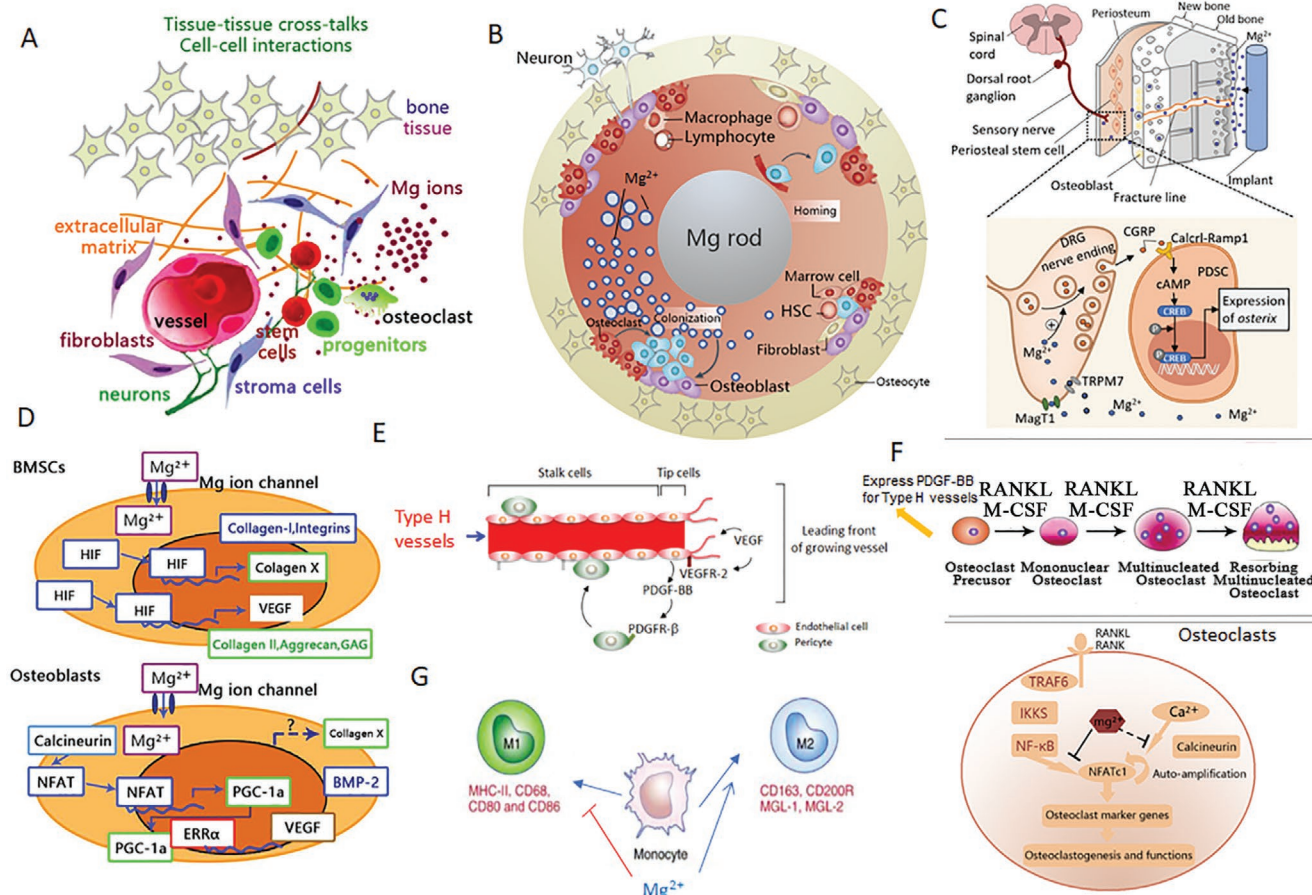 A
Tissue-tissue cross-talks
Cell-cell interactions
bone
tissue
Mg ions
extracellular
matrix
vessel
osteoclast
fibroblasts
stem
cells
progenitors
neurons
stroma cells
B
Neuron
Macrophage
Lymphocyte
Mg2+
Homing
Mg rod
Marrow cell
HSC
Osteoclast
Colonization
Fibroblast
Osteoblast
Osteocyte
C
Periosteum
New bone
Old bone
Mg2+
Spinal
cord
Dorsal root
ganglion
Sensory nerve
Periosteal stem cell
Osteoblast
Fracture line
Implant
DRG
nerve ending
CGRP
Calcrl-Ramp1
cAMP
PDSC
CREB
Expression
of osterix
P
P
CREB
+
Mg2+
TRPM7
MagT1
Mg2+
Mg2+
D
BMSCs
Mg2+
Mg ion channel
Mg2+
Collagen-I,Integrins
HIF
HIF
Colagen X
HIF
HIF
VEGF
Collagen II,Aggrecan,GAG
Osteoblasts
Mg2+
Mg ion channel
?
Collagen X
Calcineurin
Mg2+
NFAT
NFAT
PGC-1a
BMP-2
ERRα
VEGF
PGC-1a
E
Stalk cells
Tip cells
Type H
vessels
VEGF
Leading front
of growing vessel
VEGFR-2
PDGF-BB
PDGFR-β
Endothelial cell
Pericyte
F
Express PDGF-BB
for Type H vessels
RANKL
M-CSF
RANKL
M-CSF
RANKL
M-CSF
Osteoclast
Precusor
Mononuclear
Osteoclast
Multinucleated
Osteoclast
Resorbing
Multinucleated
Osteoclast
RANKL
RANK
Osteoclasts
TRAF6
IKKS
mg2+
Ca2+
NF-κB
Calcineurin
NFATc1
Auto-amplification
Osteoclast marker genes
Osteoclastogenesis and functions
G
M1
M2
MHC-II, CD68,
CD80 and CD86
CD163, CD200R
MGL-1, MGL-2
Monocyte
Mg2+